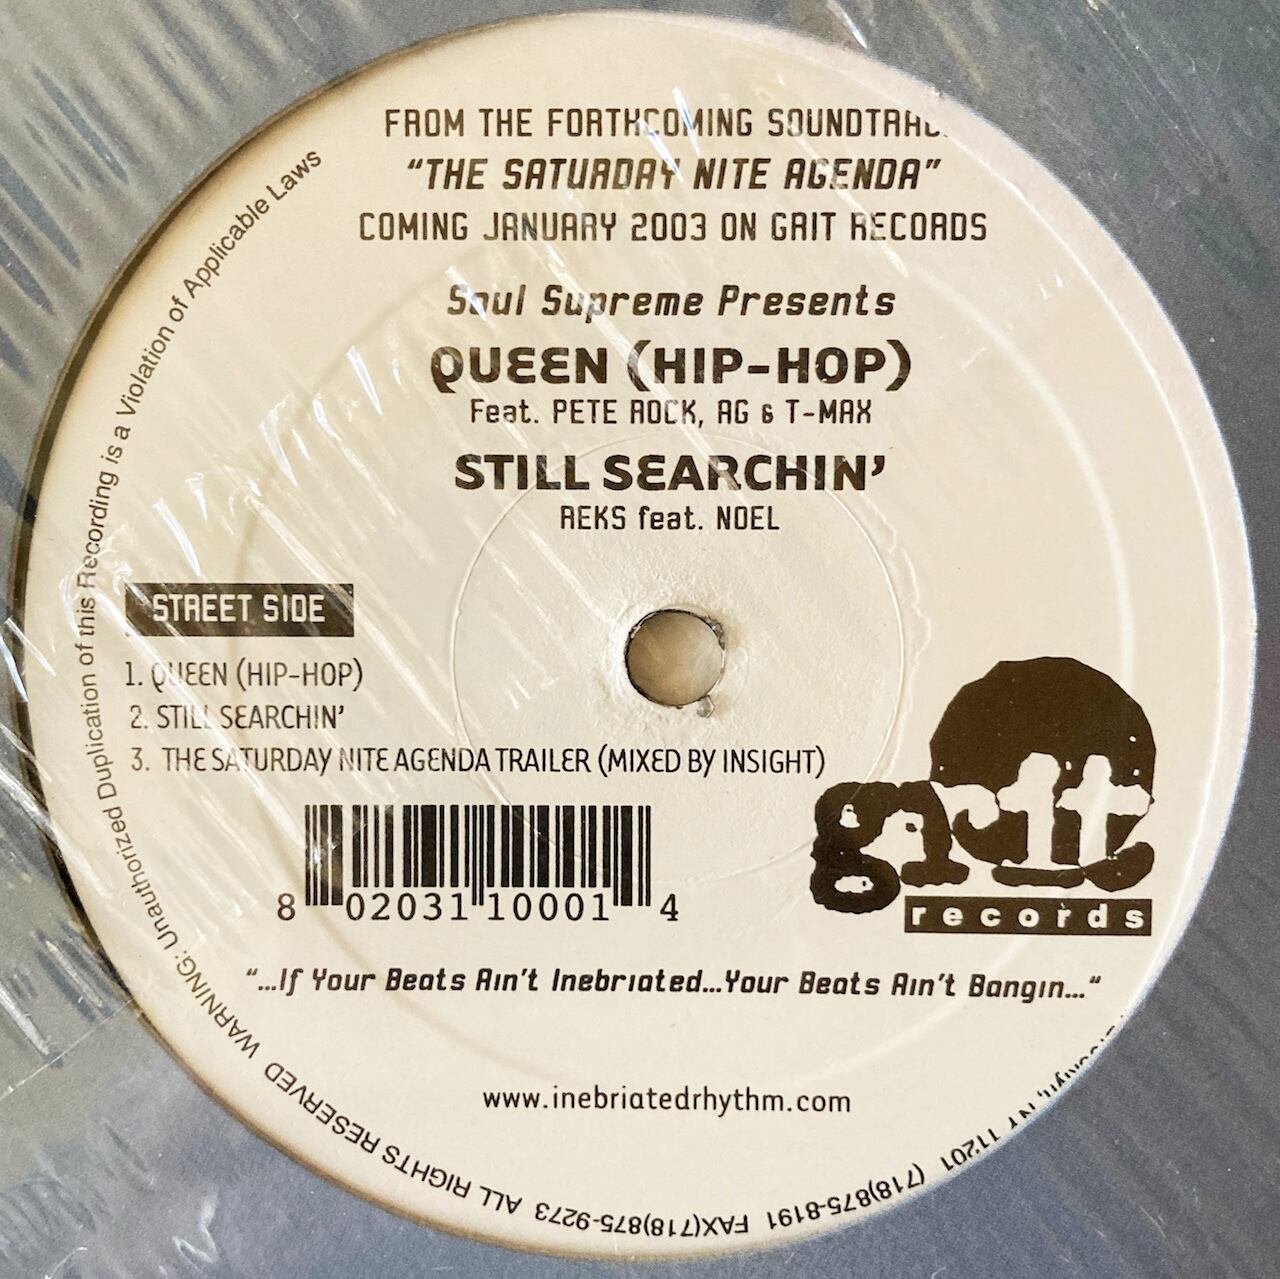 FROM THE FORTHCOMING
"THE SATURDAY NITE AGENDA"
COMING JANUARY 2003 ON GRIT RECORDS
Soul Supreme Presents
QUEEN (HIP-HOP)
Feat. PETE ROCK, AG & T-MAX
STILL SEARCHIN'
REKS feat. NOEL
STREET SIDE
1. QUEEN (HIP-HOP)
2. STILL SEARCHIN'
3. THE SATURDAY NITE AGENDA TRAILER (MIXED BY INSIGHT)
8 02031 10001 4
grit
records
"...If Your Beats Ain't Inebriated...Your Beats Ain't Bangin..."
www.inebriatedrhythm.com
NY 11201 (718)875-8191 FAX(718)875-9273 ALL RIGHTS RESERVED WARNING: Unauthorized Duplication of this Recording is a Violation of Applicable Laws